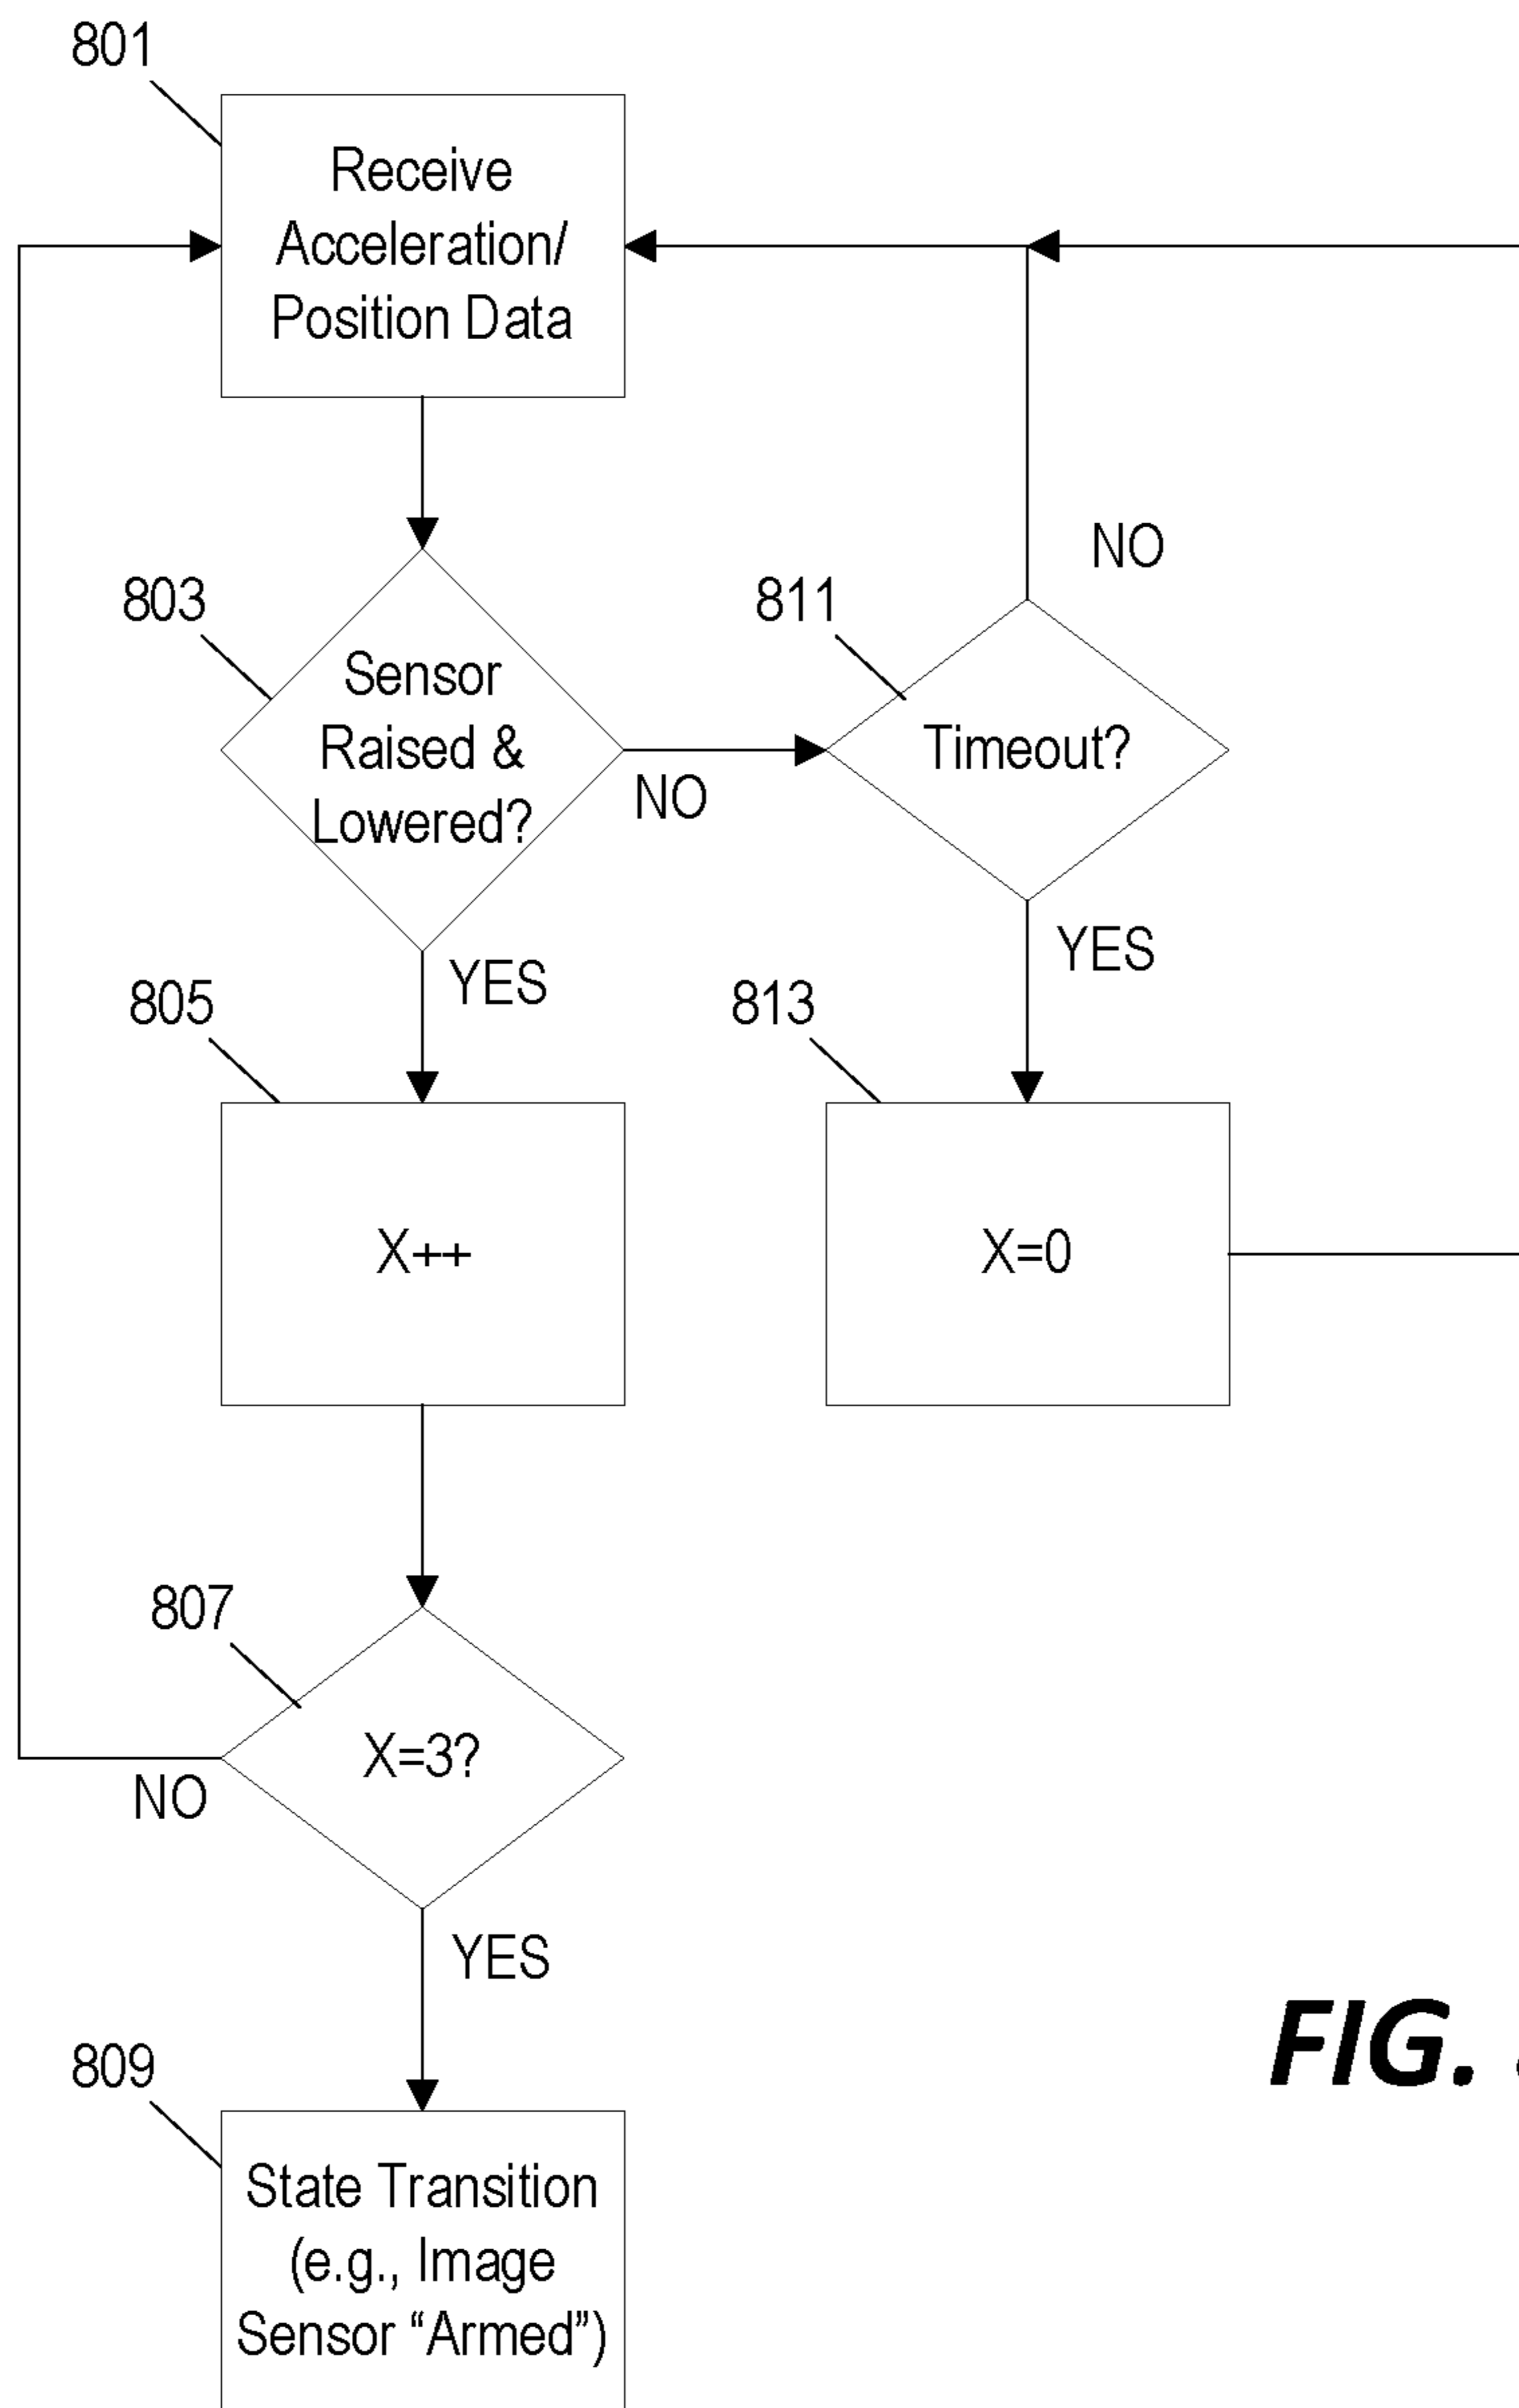 801
Receive
Acceleration/
Position Data
NO
803
811
Sensor
Raised &
Lowered?
Timeout?
NO
YES
YES
805
813
X++
X=0
807
X=3?
NO
YES
FIG.
809
State Transition
(e.g., Image
Sensor “Armed”)